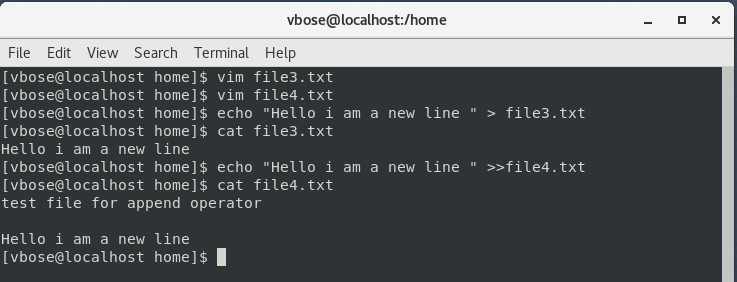 vbose@localhost:/home
File Edit View Search Terminal Help
[vbose@localhost home]$ vim file3.txt
[vbose@localhost home]$ vim file4.txt
[vbose@localhost home]$ echo "Hello i am a new line " > file3.txt
[vbose@localhost home]$ cat file3.txt
Hello i am a new line
[vbose@localhost home]$ echo "Hello i am a new line " >>file4.txt
[vbose@localhost home]$ cat file4.txt
test file for append operator

Hello i am a new line
[vbose@localhost home]$